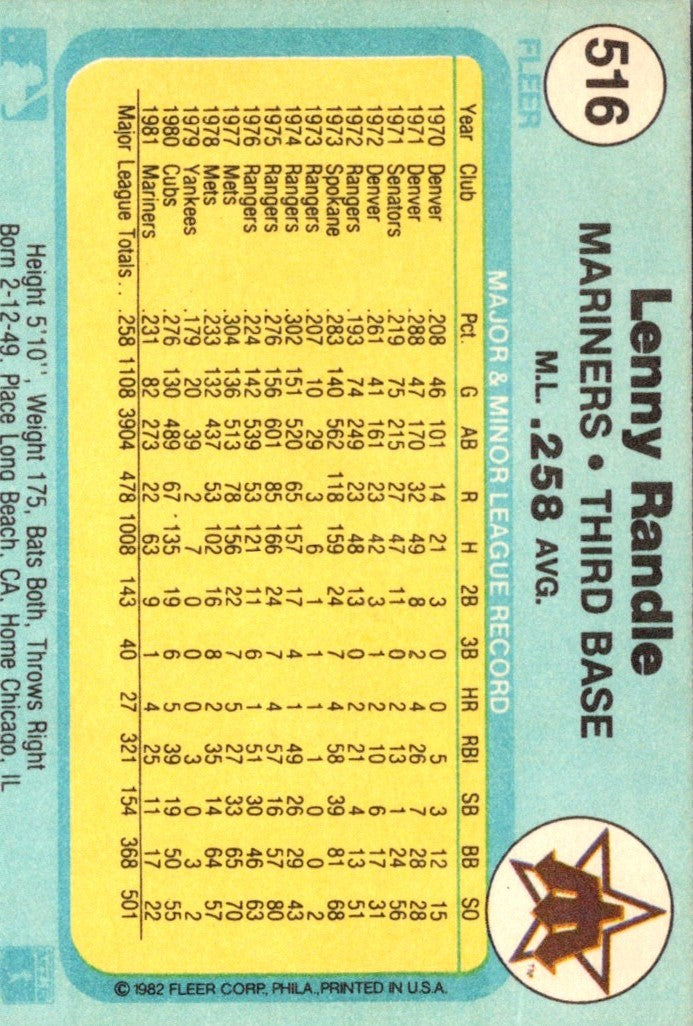 516
FLEER
Lenny Randle
MARINERS • THIRD BASE
M.L. .258 AVG.
MAJOR & MINOR LEAGUE RECORD
Year Club Pct. G AB R H 2B 3B HR RBI SB BB SO
1970 Denver .208 46 101 14 21 3 0 0 5 3 12 15
1971 Denver .288 47 170 32 49 8 2 4 26 7 28 28
1971 Senators .219 75 215 27 47 11 0 2 13 1 24 56
1972 Denver .261 41 161 23 42 3 1 2 10 6 17 31
1972 Rangers .193 74 249 23 48 13 0 2 21 4 13 51
1973 Spokane .283 140 562 118 159 24 7 4 58 39 81 68
1973 Rangers .207 10 29 3 6 1 1 1 1 0 0 2
1974 Rangers .302 151 520 65 157 17 4 1 49 26 29 43
1975 Rangers .276 156 601 85 166 24 7 4 57 16 57 80
1976 Rangers .224 142 539 53 121 11 6 1 51 30 46 63
1977 Mets .304 136 513 78 156 22 7 5 27 33 65 70
1978 Mets .233 132 437 53 102 16 8 2 35 14 64 57
1979 Yankees .179 20 39 2 7 0 0 0 3 0 3 2
1980 Cubs .276 130 489 67 135 19 6 5 39 19 50 55
1981 Mariners .231 82 273 22 63 9 1 4 25 11 17 22
Major League Totals . . .258 1108 3904 478 1008 143 40 27 321 154 368 501
TM
© 1982 FLEER CORP., PHILA., PRINTED IN U.S.A.
Height 5'10", Weight 175, Bats Both, Throws Right
Born 2-12-49, Place Long Beach, CA, Home Chicago, IL